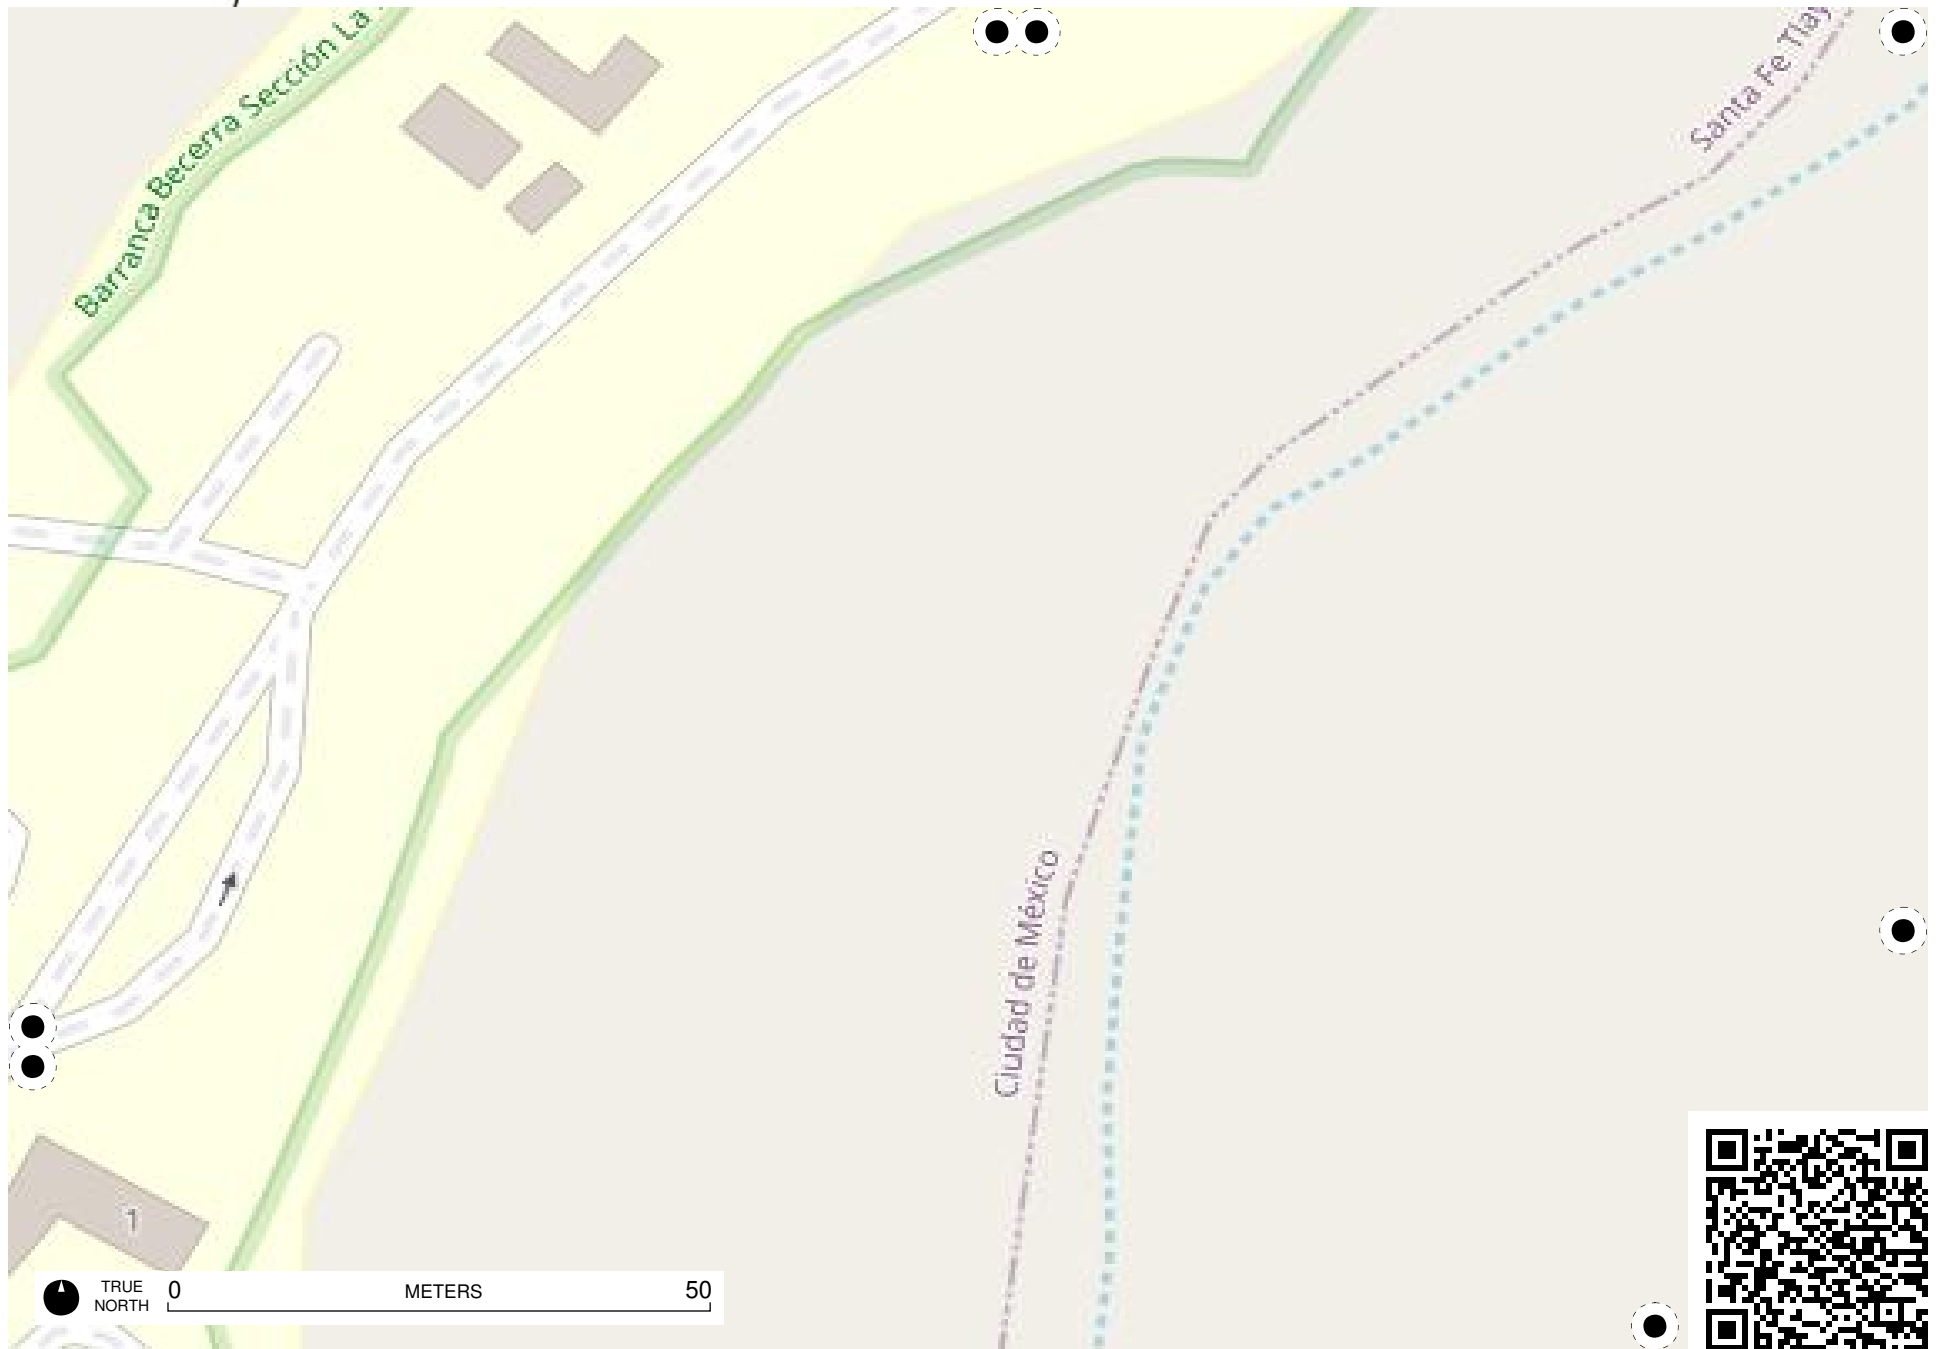 Barranca Becerra Sección La
Santa Fe Tlay
Ciudad de México
1
TRUE
NORTH
0 METERS 50